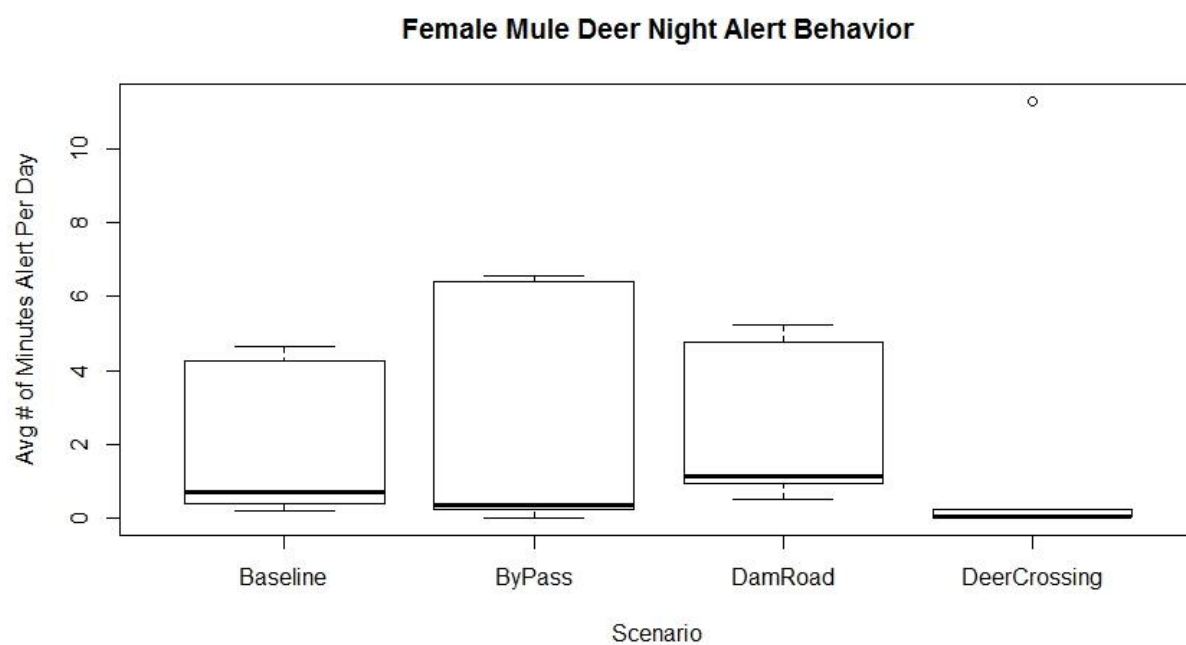 Female Mule Deer Night Alert Behavior
Avg # of Minutes Alert Per Day
10
8
6
4
2
0
Baseline ByPass DamRoad DeerCrossing
Scenario